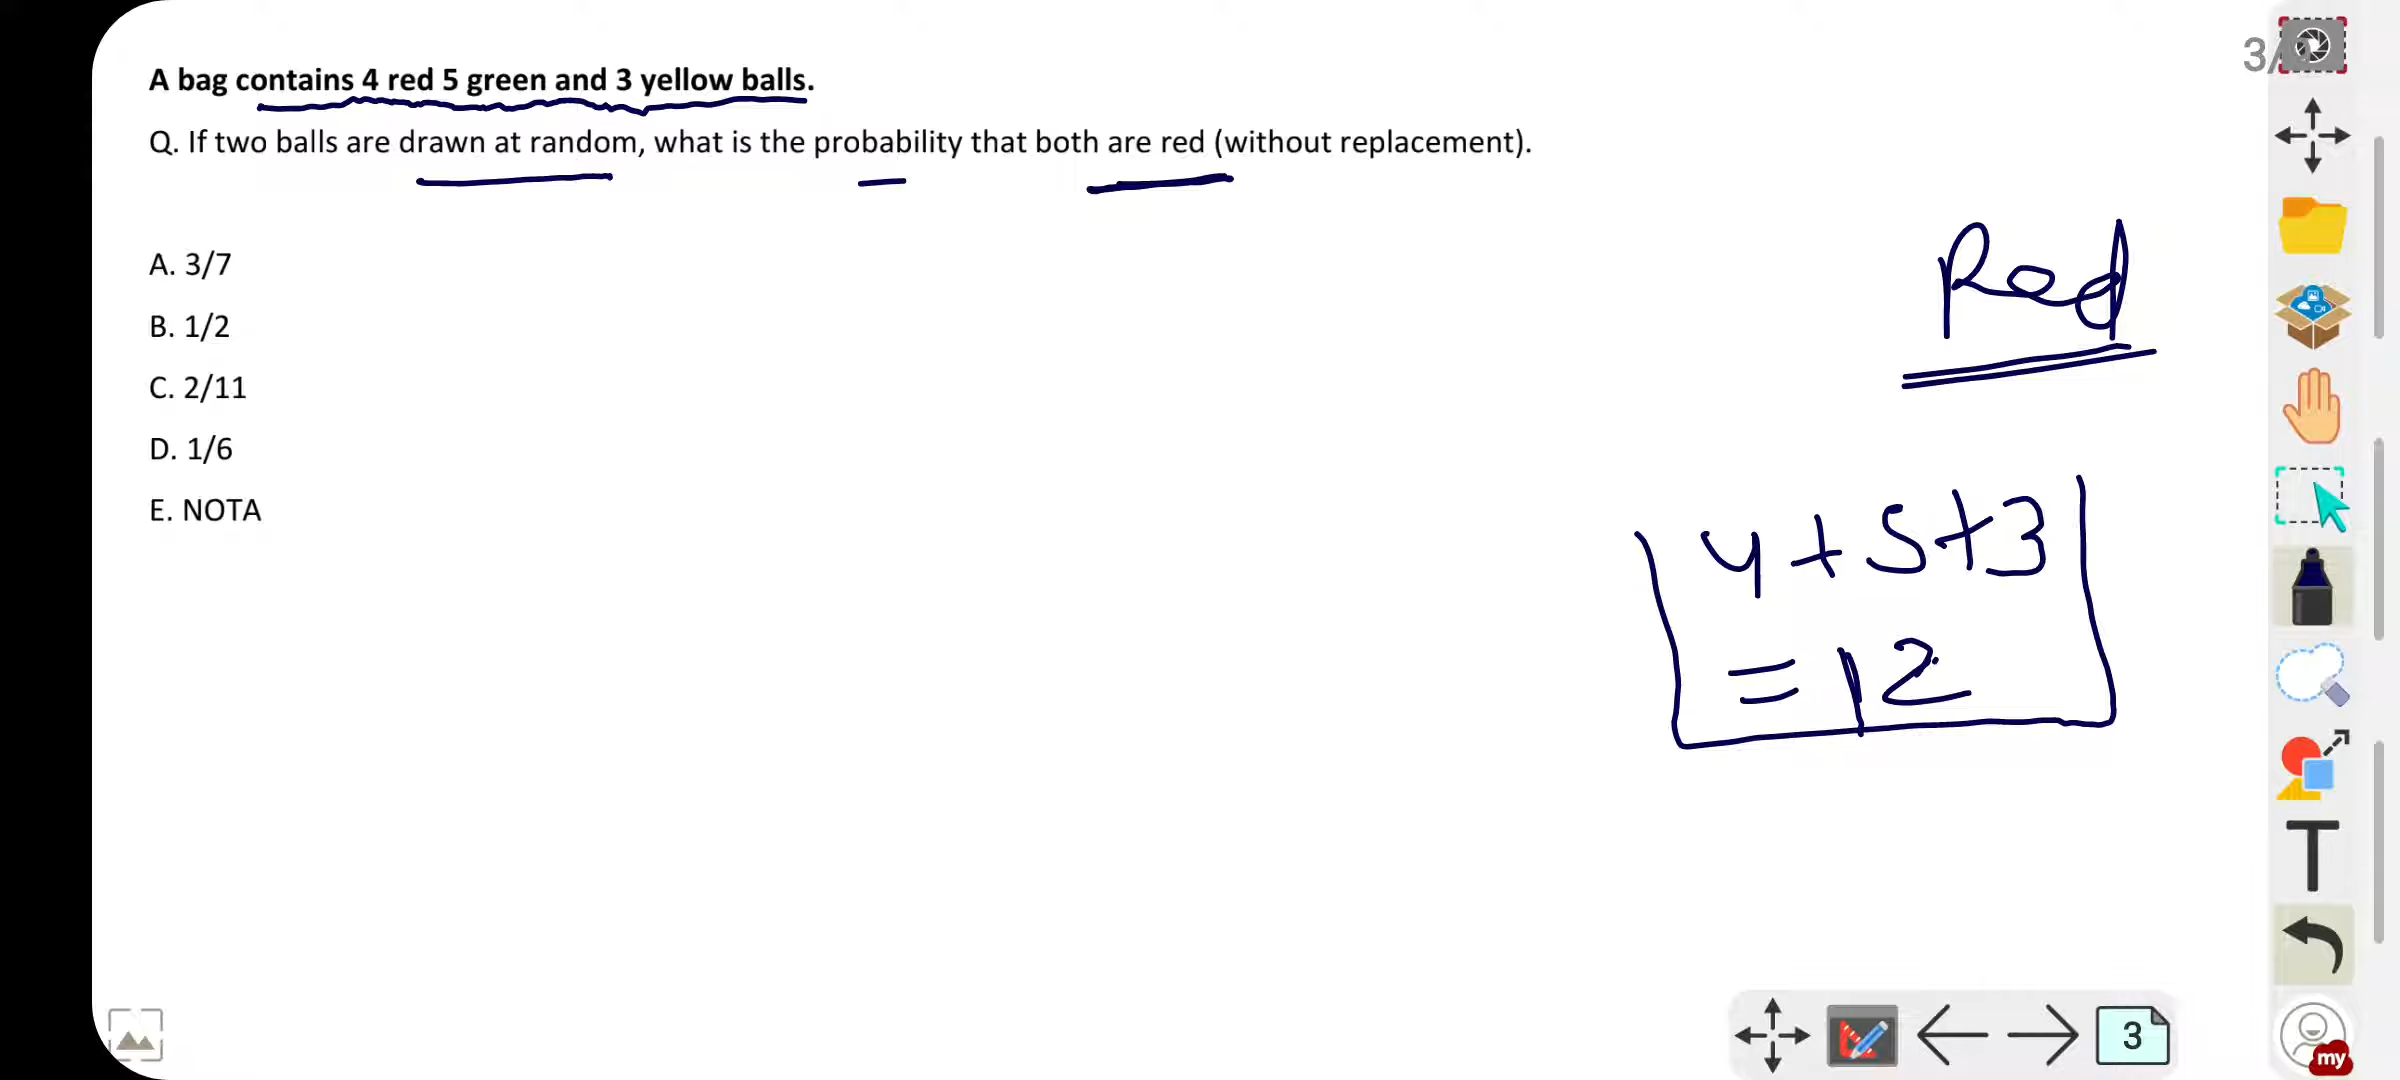 A bag contains 4 red 5 green and 3 yellow balls.
Q. If two balls are drawn at random, what is the probability that both are red (without replacement).
A. 3/7
B. 1/2
C. 2/11
D. 1/6
E. NOTA
Red
4+5+3
=12
3/
T
3
my